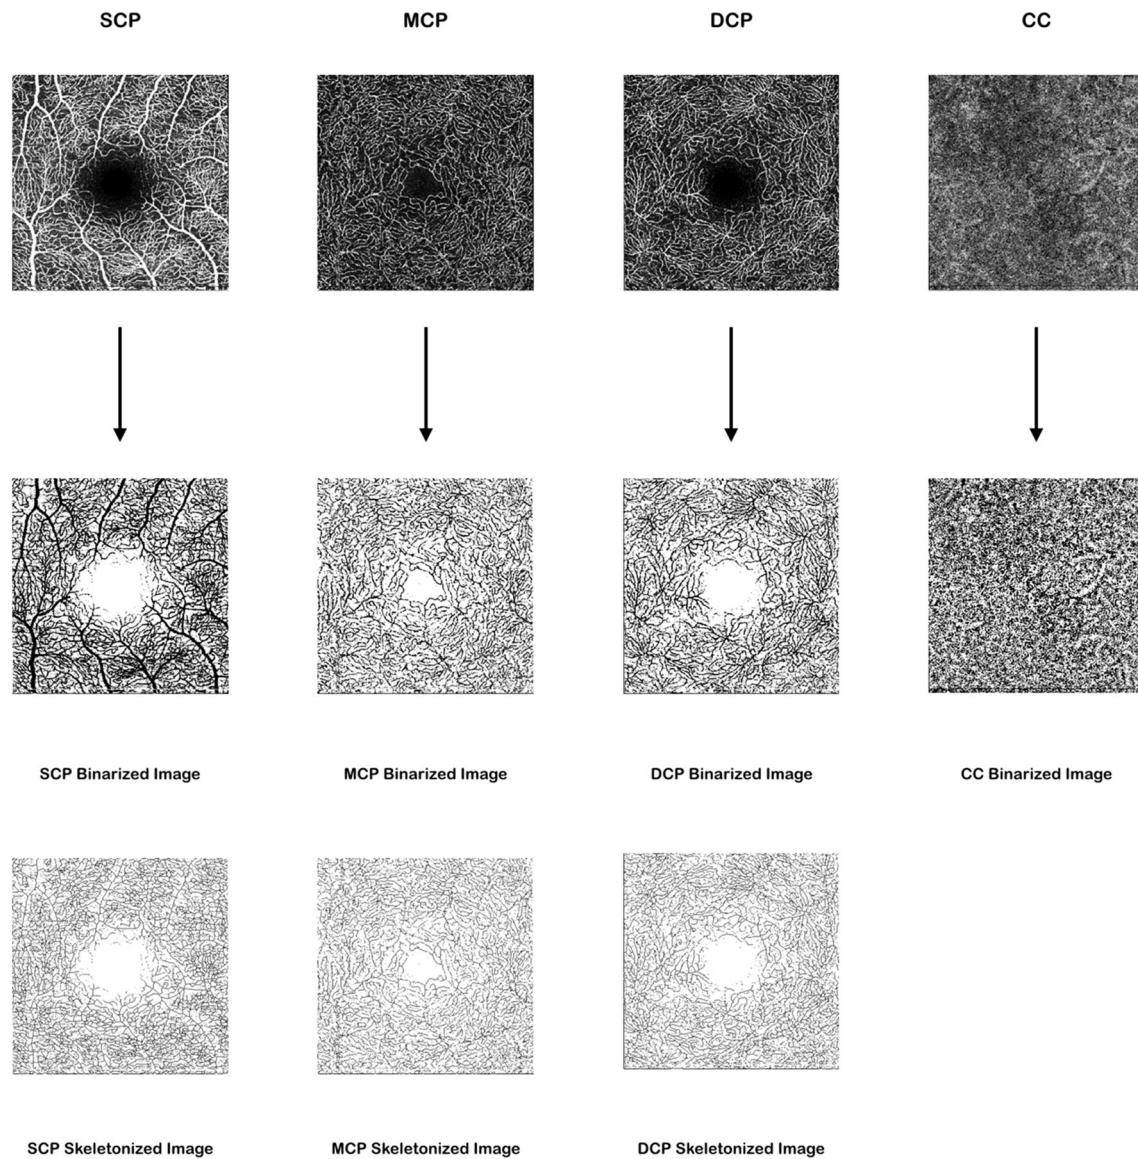 SCP
MCP
DCP
CC
SCP Binarized Image
MCP Binarized Image
DCP Binarized Image
CC Binarized Image
SCP Skeletonized Image
MCP Skeletonized Image
DCP Skeletonized Image